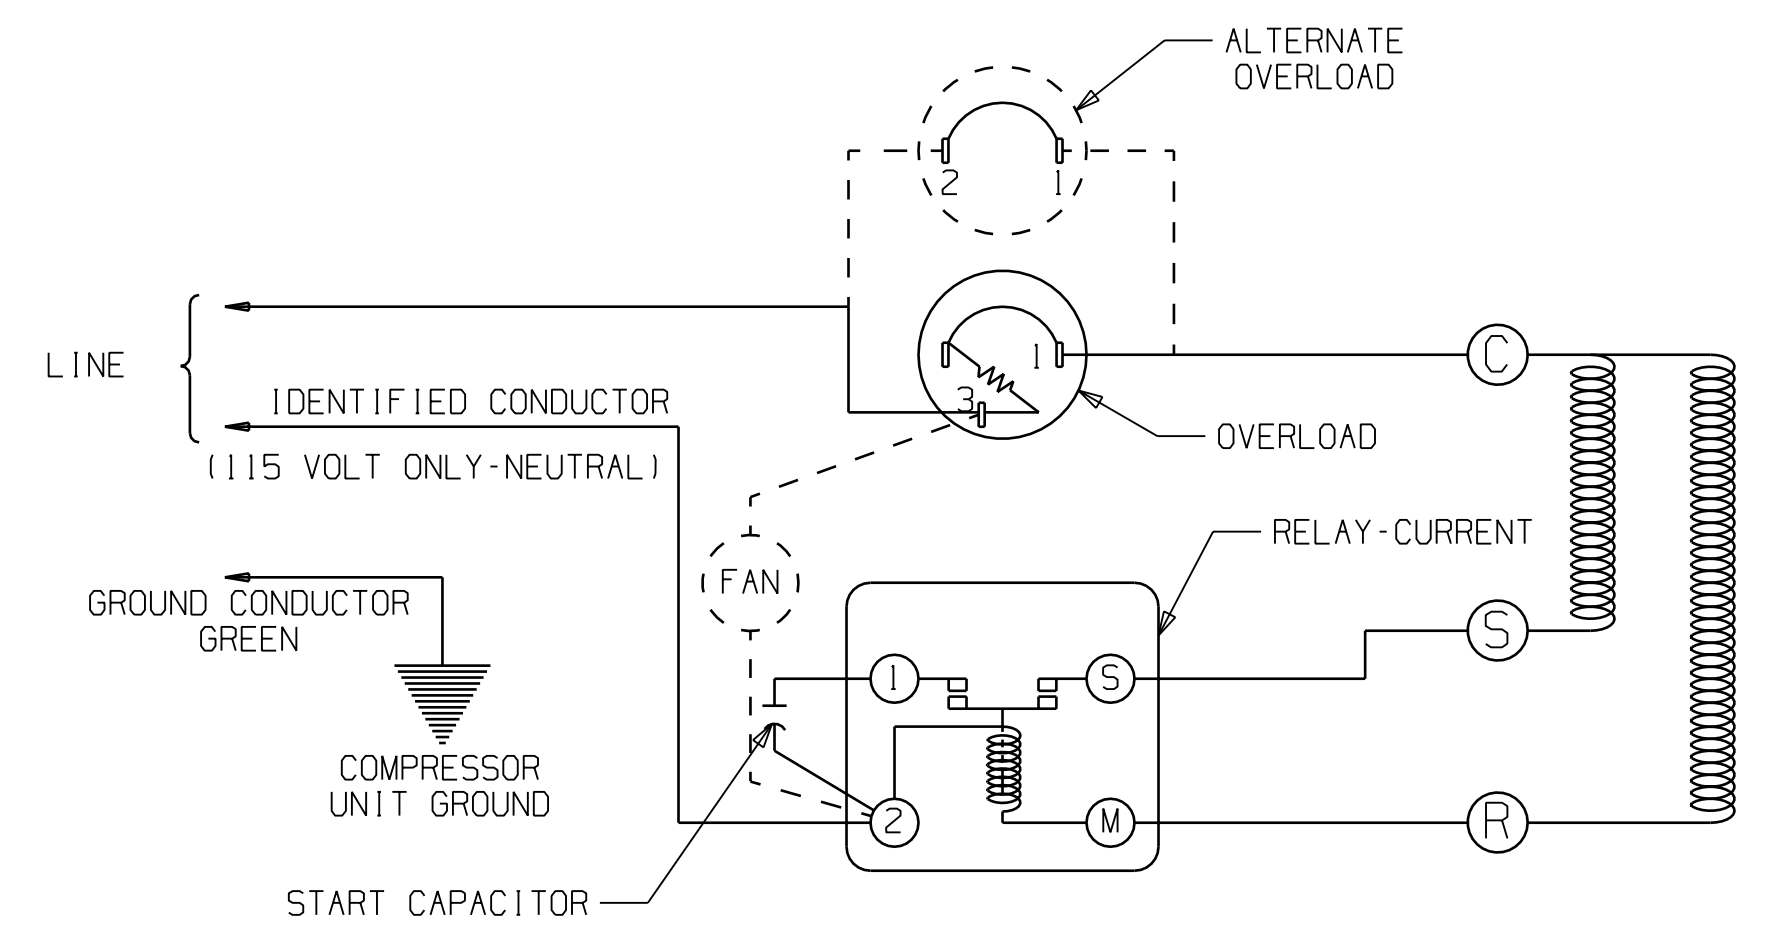 ALTERNATE
OVERLOAD
2 1
LINE
1
3
C
IDENTIFIED CONDUCTOR
(115 VOLT ONLY-NEUTRAL)
OVERLOAD
RELAY-CURRENT
FAN
GROUND CONDUCTOR
GREEN
S
1 S
COMPRESSOR
UNIT GROUND
2 M R
START CAPACITOR